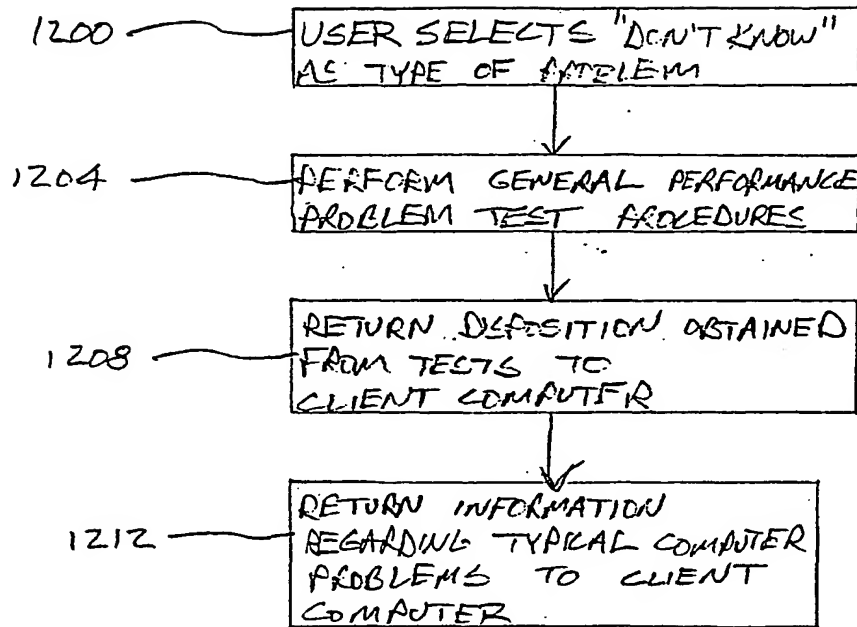 1200
USER SELECTS "DON'T KNOW"
AS TYPE OF PROBLEM
1204
PERFORM GENERAL PERFORMANCE
PROBLEM TEST PROCEDURES
1208
RETURN DISPOSITION OBTAINED
FROM TESTS TO
CLIENT COMPUTER
1212
RETURN INFORMATION
REGARDING TYPICAL COMPUTER
PROBLEMS TO CLIENT
COMPUTER